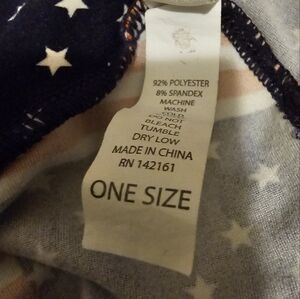 92% POLYESTER
8% SPANDEX
MACHINE
WASH
COLD
DO NOT
BLEACH
TUMBLE
DRY LOW
MADE IN CHINA
RN 142161
ONE SIZE